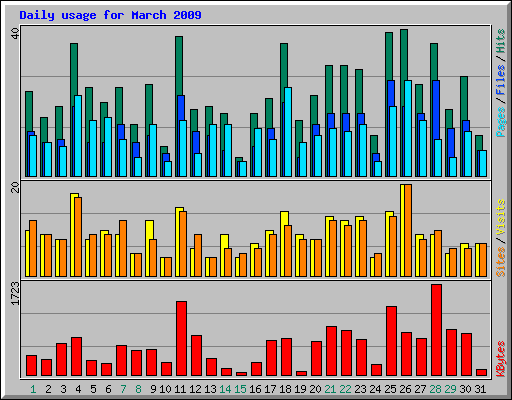 Daily usage for March 2009
40
20
1723
Pages / Files / Hits
Sites / Visits
KBytes
1 2 3 4 5 6 7 8 9 10 11 12 13 14 15 16 17 18 19 20 21 22 23 24 25 26 27 28 29 30 31